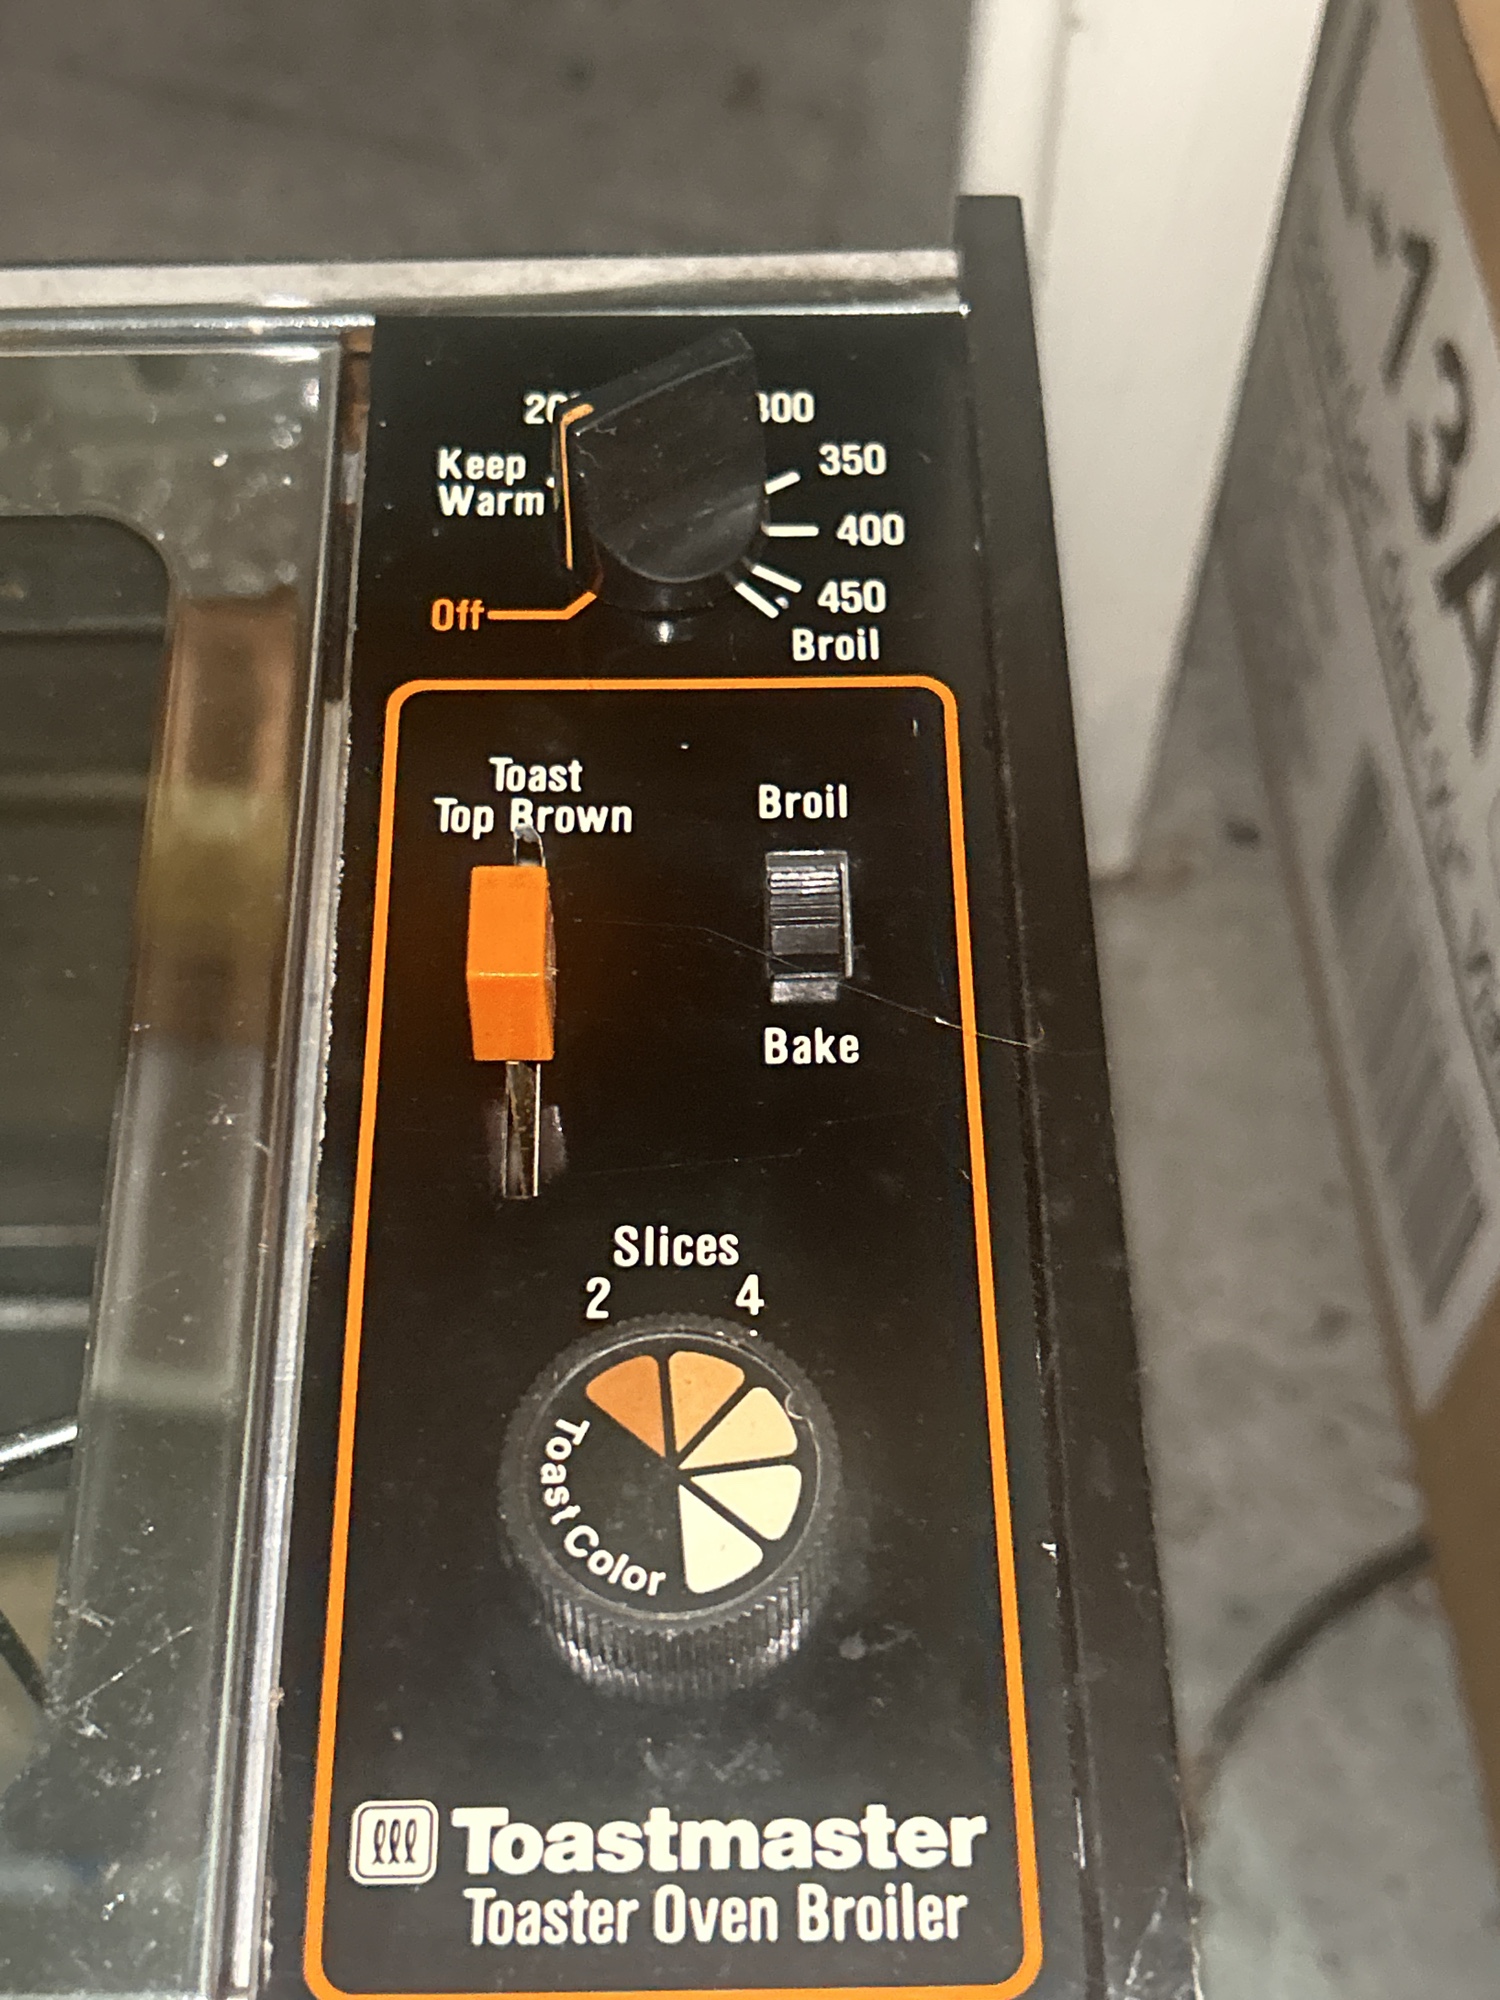 350
Keep
Warm
400
Off
450
Broil
Toast
Top Brown
Broil
Bake
Slices
2 4
Toast Color
Toastmaster
Toaster Oven Broiler
13A